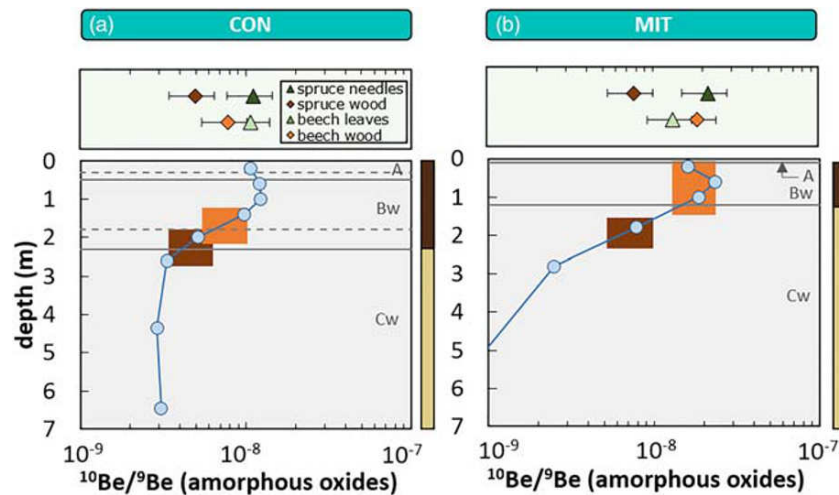 (a) CON
(b) MIT
spruce needles
spruce wood
beech leaves
beech wood
0
1
2
3
4
5
6
7
depth (m)
A
Bw
Cw
10⁻⁹ 10⁻⁸ 10⁻⁷
¹⁰Be/⁹Be (amorphous oxides)
0
1
2
3
4
5
6
7
A
Bw
Cw
10⁻⁹ 10⁻⁸ 10⁻⁷
¹⁰Be/⁹Be (amorphous oxides)